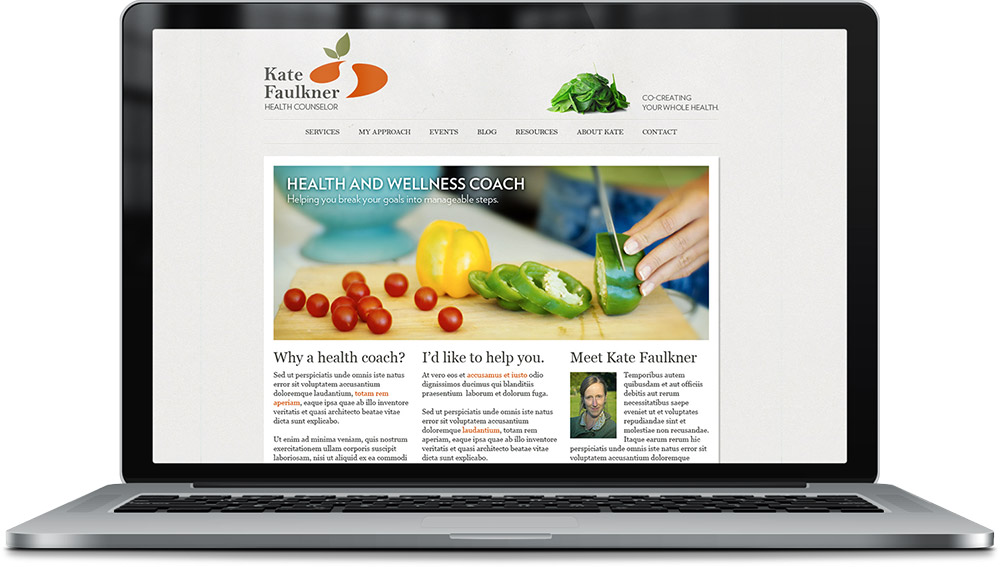 Kate
Faulkner
HEALTH COUNSELOR
CO-CREATING
YOUR WHOLE HEALTH.
SERVICES MY APPROACH EVENTS BLOG RESOURCES ABOUT KATE CONTACT
HEALTH AND WELLNESS COACH
Helping you break your goals into manageable steps.
Why a health coach?
Sed ut perspiciatis unde omnis iste natus
error sit voluptatem accusantium
doloremque laudantium, totam rem
aperiam, eaque ipsa quae ab illo inventore
veritatis et quasi architecto beatae vitae
dicta sunt explicabo.
Ut enim ad minima veniam, quis nostrum
exercitationem ullam corporis suscipit
laboriosam, nisi ut aliquid ex ea commodi
I'd like to help you.
At vero eos et accusamus et iusto odio
dignissimos ducimus qui blanditiis
praesentium laborum et dolorum fuga.
Sed ut perspiciatis unde omnis iste natus
error sit voluptatem accusantium
doloremque laudantium, totam rem
aperiam, eaque ipsa quae ab illo inventore
veritatis et quasi architecto beatae vitae
dicta sunt explicabo.
Meet Kate Faulkner
Temporibus autem
quibusdam et aut officiis
debitis aut rerum
necessitatibus saepe
eveniet ut et voluptates
repudiandae sint et
molestiae non recusandae.
Itaque earum rerum hic
perspiciatis unde omnis iste natus error sit
voluptatem accusantium doloremque